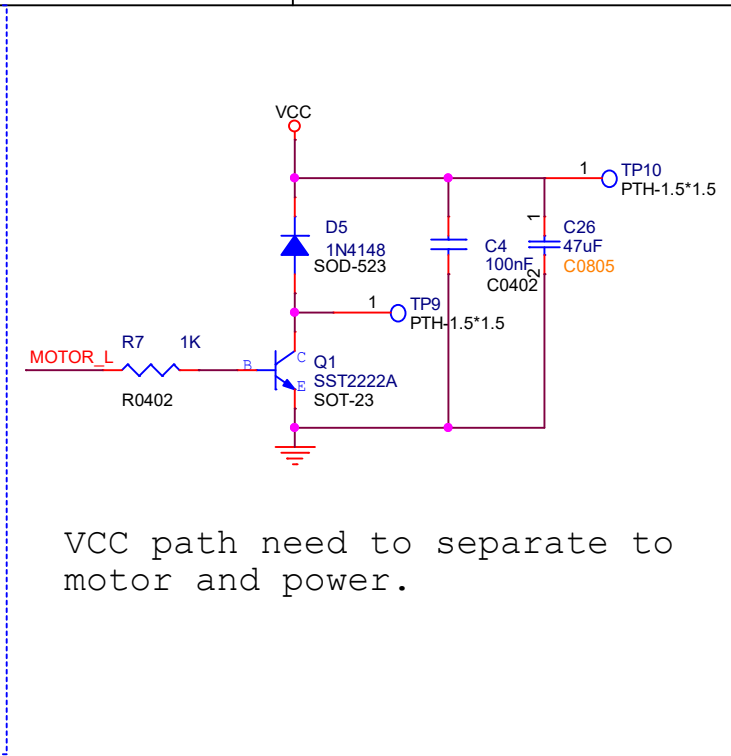 VCC
1
TP10
PTH-1.5*1.5
D5
1N4148
SOD-523
C4
100nF
C0402
1
C26
47uF
2
C0805
1
TP9
PTH-1.5*1.5
R7 1K
MOTOR_L
R0402
B
C
E
Q1
SST2222A
SOT-23
VCC path need to separate to
motor and power.